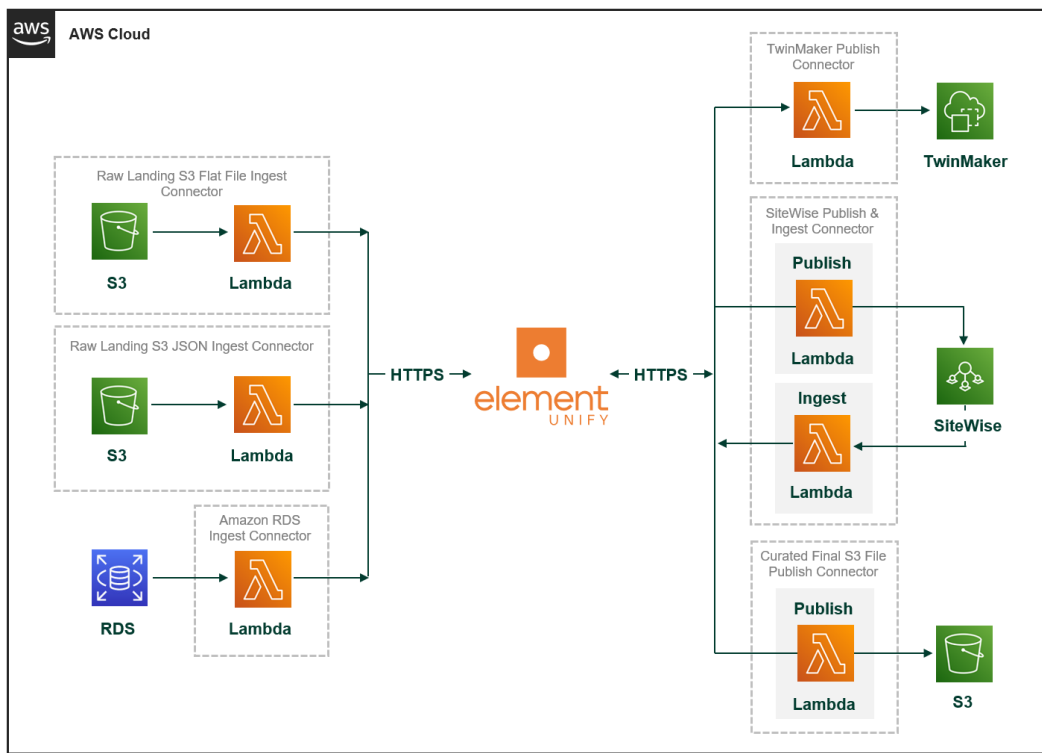 aws
AWS Cloud
Raw Landing S3 Flat File Ingest
Connector
S3
Lambda
Raw Landing S3 JSON Ingest Connector
S3
Lambda
Amazon RDS
Ingest Connector
RDS
Lambda
HTTPS
element
UNIFY
HTTPS
TwinMaker Publish
Connector
Lambda
TwinMaker
SiteWise Publish &
Ingest Connector
Publish
Lambda
Ingest
Lambda
SiteWise
Curated Final S3 File
Publish Connector
Publish
Lambda
S3